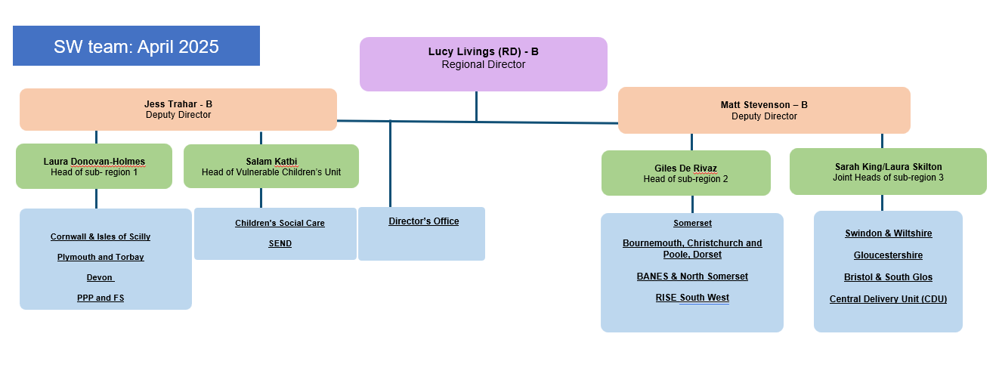 SW team: April 2025
Lucy Livings (RD) - B
Regional Director
Jess Trahar - B
Deputy Director
Matt Stevenson – B
Deputy Director
Laura Donovan-Holmes
Head of sub- region 1
Salam Katbi
Head of Vulnerable Children's Unit
Giles De Rivaz
Head of sub-region 2
Sarah King/Laura Skilton
Joint Heads of sub-region 3
Cornwall & Isles of Scilly
Plymouth and Torbay
Devon
PPP and FS
Children's Social Care
SEND
Director's Office
Somerset
Bournemouth, Christchurch and
Poole, Dorset
BANES & North Somerset
RISE South West
Swindon & Wiltshire
Gloucestershire
Bristol & South Glos
Central Delivery Unit (CDU)